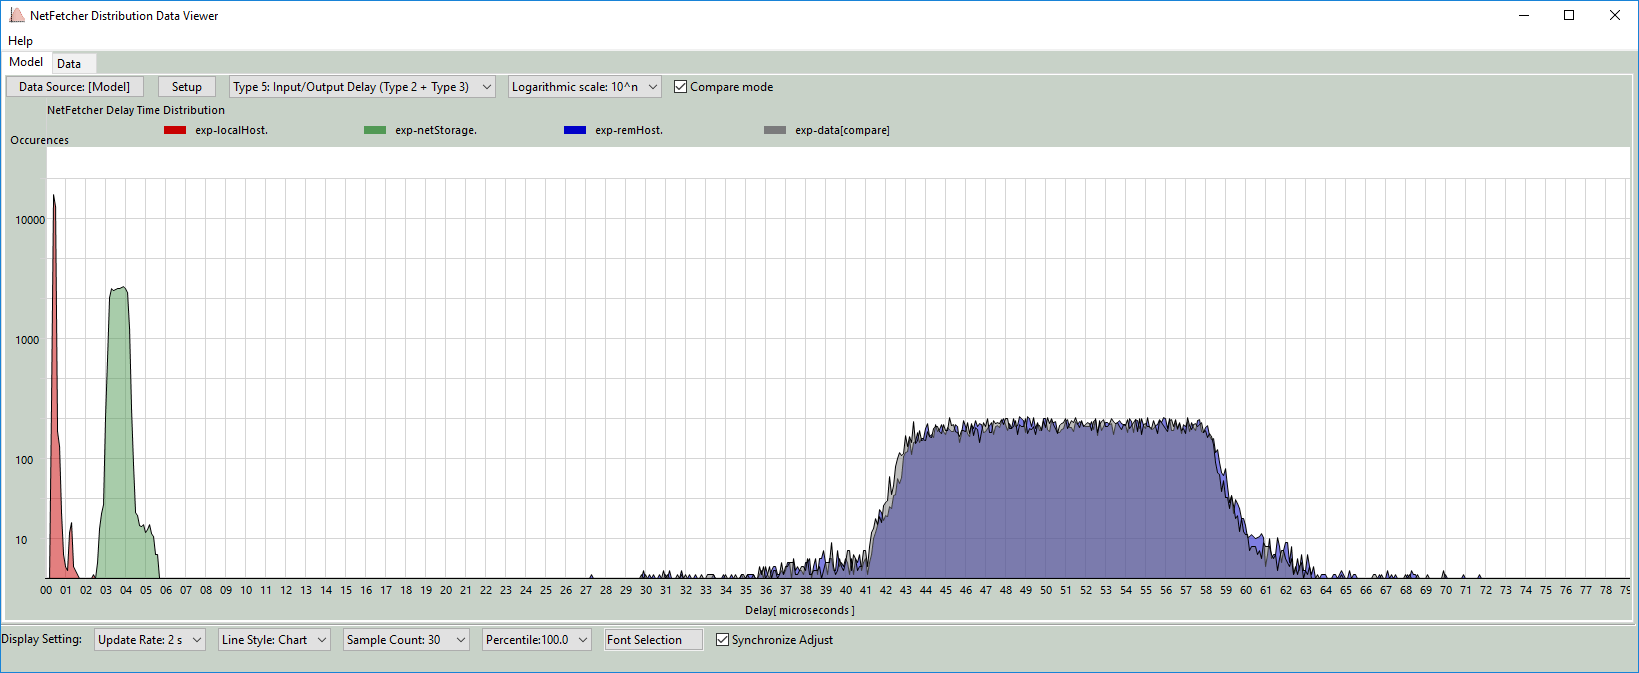 NetFetcher Distribution Data Viewer
Help
Model Data
Data Source: [Model] Setup Type 5: Input/Output Delay (Type 2 + Type 3) Logarithmic scale: 10^n Compare mode
NetFetcher Delay Time Distribution
exp-localHost. exp-netStorage. exp-remHost. exp-data[compare]
Occurences
10000
1000
100
10
00 01 02 03 04 05 06 07 08 09 10 11 12 13 14 15 16 17 18 19 20 21 22 23 24 25 26 27 28 29 30 31 32 33 34 35 36 37 38 39 40 41 42 43 44 45 46 47 48 49 50 51 52 53 54 55 56 57 58 59 60 61 62 63 64 65 66 67 68 69 70 71 72 73 74 75 76 77 78 79
Delay[ microseconds ]
Display Setting: Update Rate: 2 s Line Style: Chart Sample Count: 30 Percentile:100.0 Font Selection Synchronize Adjust